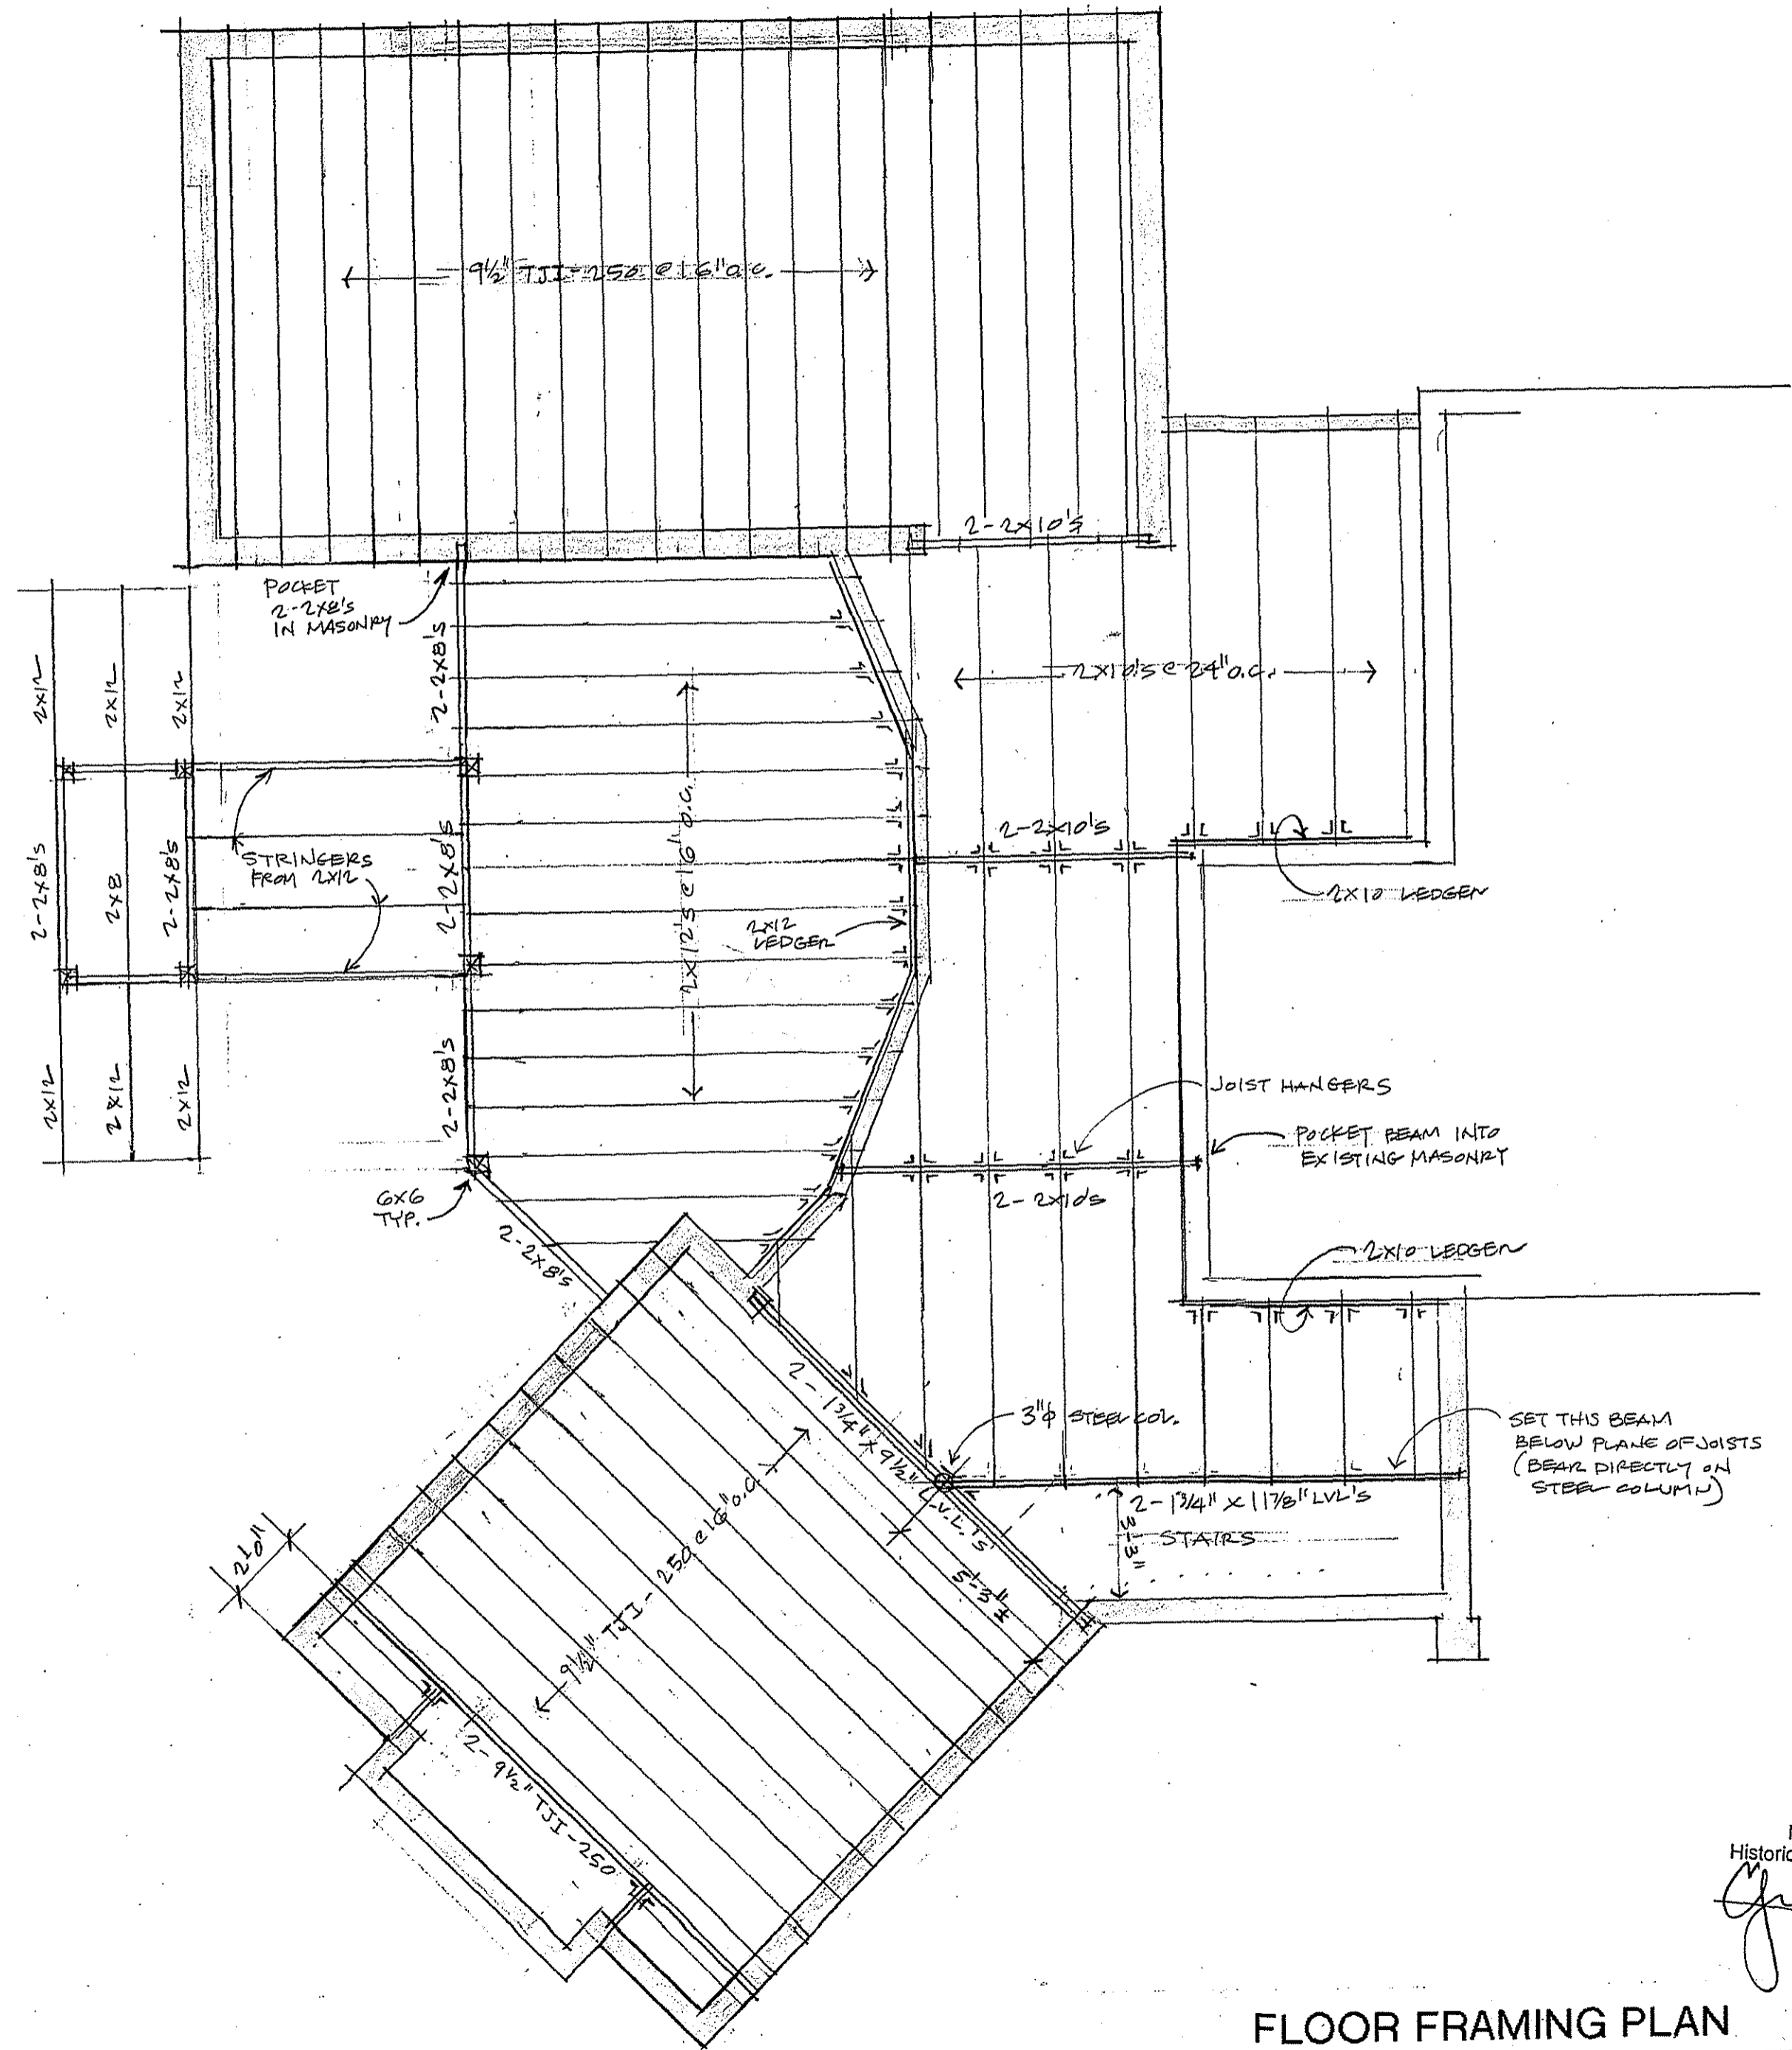 9½" TJI-250 @ 16" o.c.
2-2x10's
POCKET
2-2x8's
IN MASONRY
2-2x8's
2x12
2x12
2x12
2x10's @ 24" o.c.
2-2x8's
2x8
2-2x8's
STRINGERS
FROM 2x12
2-2x8's
2x12's @ 16" o.c.
2x12
LEDGER
2-2x10's
2x10 LEDGER
2x12
2x12
2x12
2-2x8's
JOIST HANGERS
POCKET BEAM INTO
EXISTING MASONRY
6x6
TYP.
2-2x10's
2-2x8's
2x10 LEDGER
2-1¾" x 9½" L.V.L.'s
3"ϕ STEEL COL.
SET THIS BEAM
BELOW PLANE OF JOISTS
(BEAR DIRECTLY ON
STEEL COLUMN)
2-1¾" x 11⅞" LVL's
3'-3"
STAIRS
5'-3" ±
9½" TJI-250 @ 16" o.c.
2'-0"
2-9½" TJI-250
Historic
FLOOR FRAMING PLAN